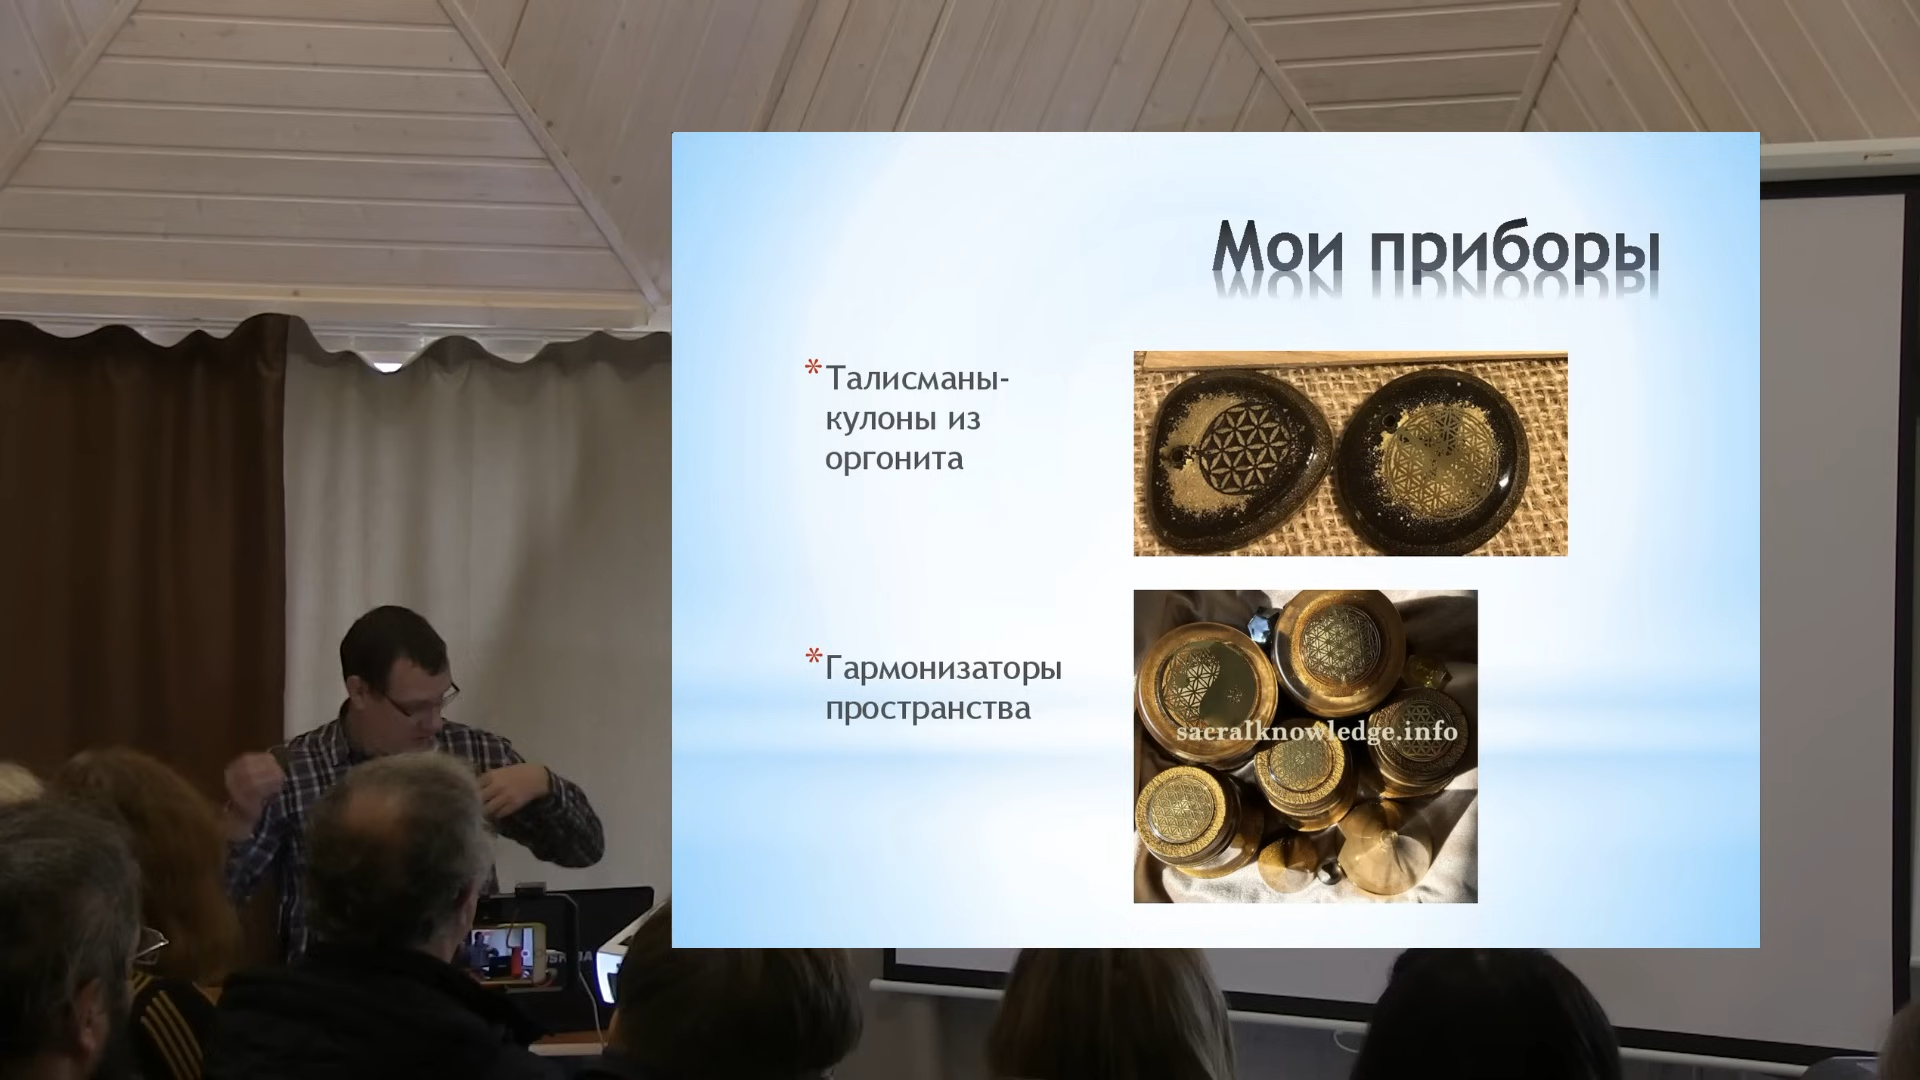 Мои приборы
*Талисманы-
кулоны из
оргонита
*Гармонизаторы
пространства
sacralknowledge.info